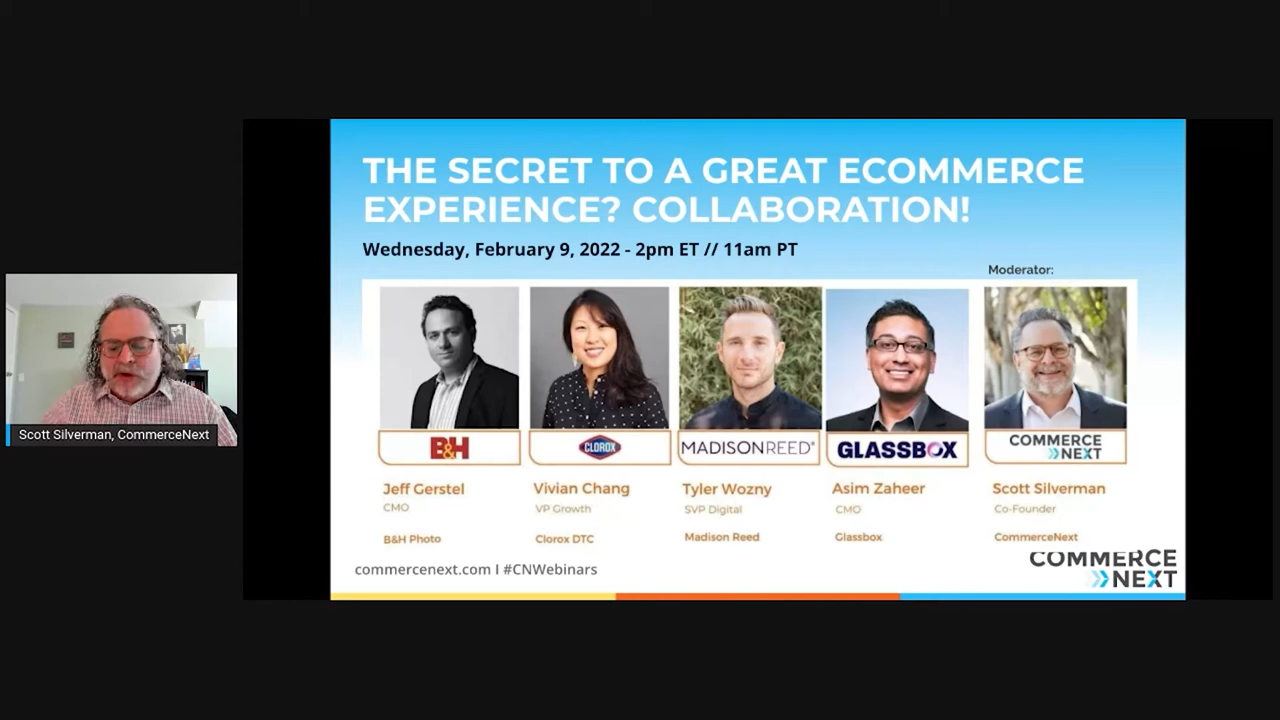 THE SECRET TO A GREAT ECOMMERCE
EXPERIENCE? COLLABORATION!
Wednesday, February 9, 2022 - 2pm ET // 11am PT
Moderator:
B&H
CLOROX
MADISON REED®
GLASSBOX
COMMERCE
NEXT
Jeff Gerstel
CMO
B&H Photo
Vivian Chang
VP Growth
Clorox DTC
Tyler Wozny
SVP Digital
Madison Reed
Asim Zaheer
CMO
Glassbox
Scott Silverman
Co-Founder
CommerceNext
commercenext.com I #CNWebinars
COMMERCE
NEXT
Scott Silverman, CommerceNext